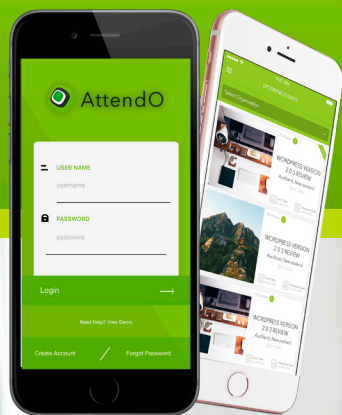 AttendO
USER NAME
username
PASSWORD
password
Login
Need Help? View Demo
Create Account
Forgot Password
UPCOMING EVENTS
Select Organisation
WORDPRESS VERSION
2.0.3 REVIEW
Auckland, New zealand
WORDPRESS VERSION
2.0.3 REVIEW
Auckland, New zealand
WORDPRESS VERSION
2.0.3 REVIEW
Auckland, New zealand